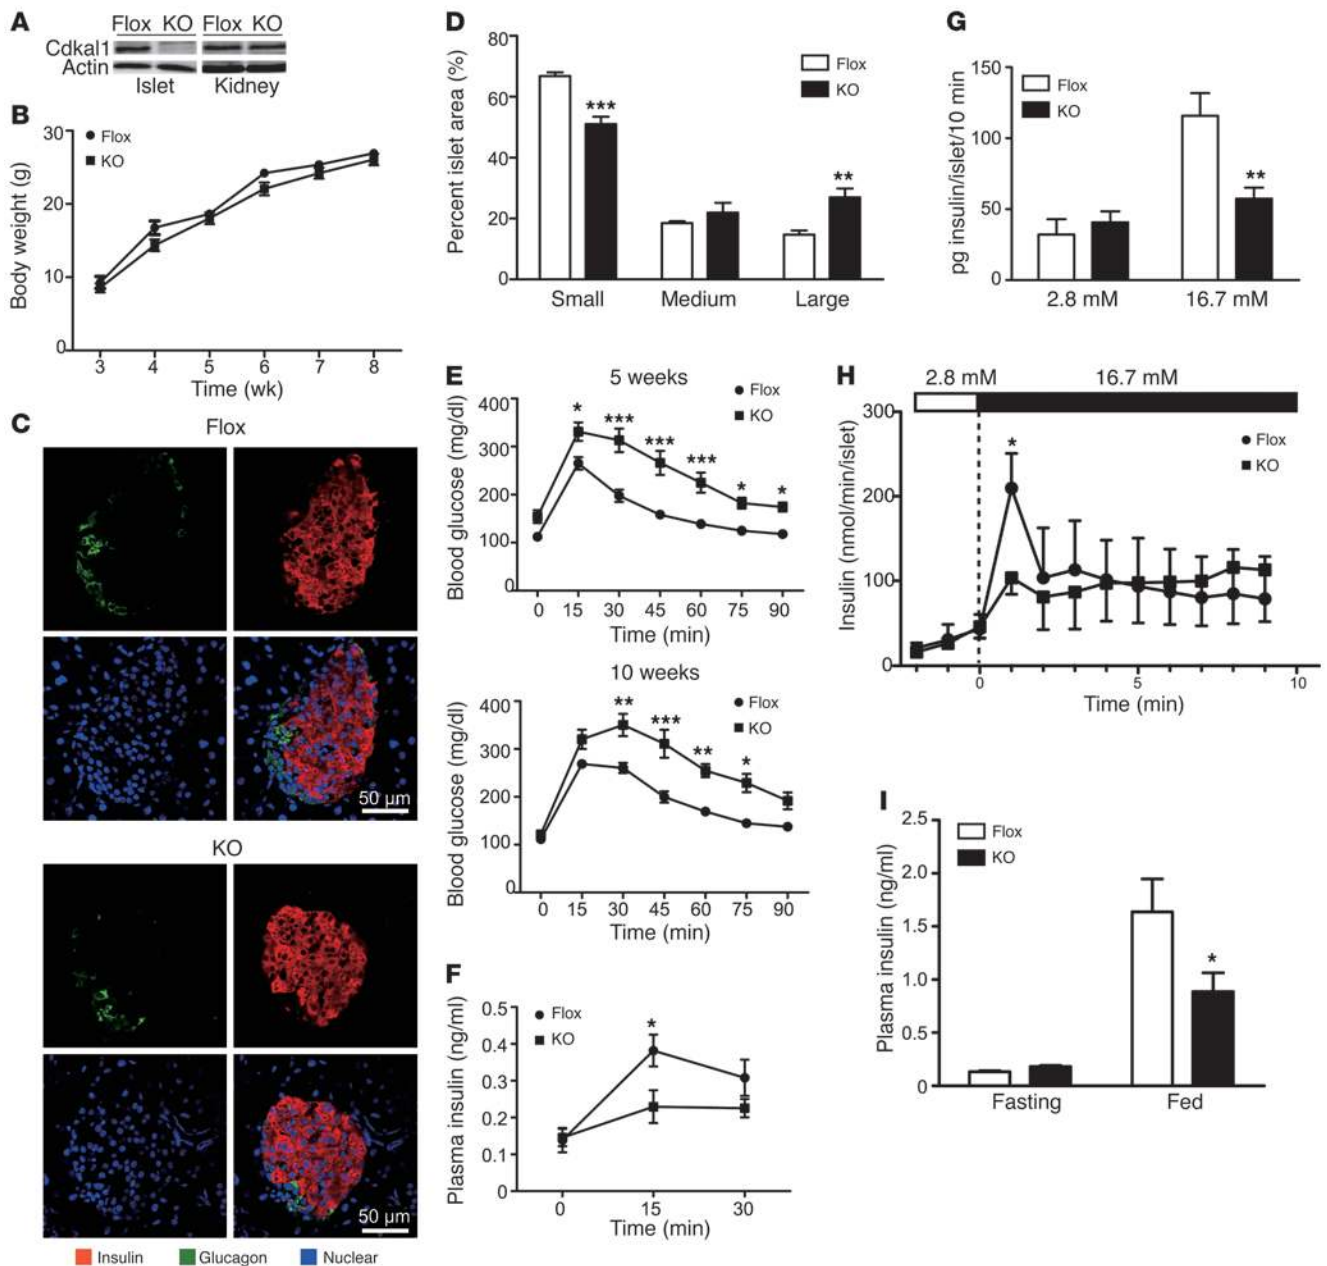 A
Flox KO Flox KO
Cdkal1
Actin
Islet Kidney
B
Flox
KO
Body weight (g)
30
20
10
0
3 4 5 6 7 8
Time (wk)
C
Flox
50 µm
KO
50 µm
Insulin Glucagon Nuclear
D
Percent islet area (%)
80
60
40
20
0
Flox
KO
***
**
Small Medium Large
E
5 weeks
Blood glucose (mg/dl)
400
300
200
100
0
Flox
KO
* *** *** *** * *
0 15 30 45 60 75 90
Time (min)
10 weeks
Blood glucose (mg/dl)
400
300
200
100
0
Flox
KO
** *** ** *
0 15 30 45 60 75 90
Time (min)
F
Plasma insulin (ng/ml)
0.5
0.4
0.3
0.2
0.1
0
Flox
KO
*
0 15 30
Time (min)
G
pg insulin/islet/10 min
150
100
50
0
Flox
KO
**
2.8 mM 16.7 mM
H
2.8 mM 16.7 mM
Insulin (nmol/min/islet)
300
200
100
0
Flox
KO
*
0 5 10
Time (min)
I
Plasma insulin (ng/ml)
2.5
2.0
1.5
1.0
0.5
0
Flox
KO
*
Fasting Fed